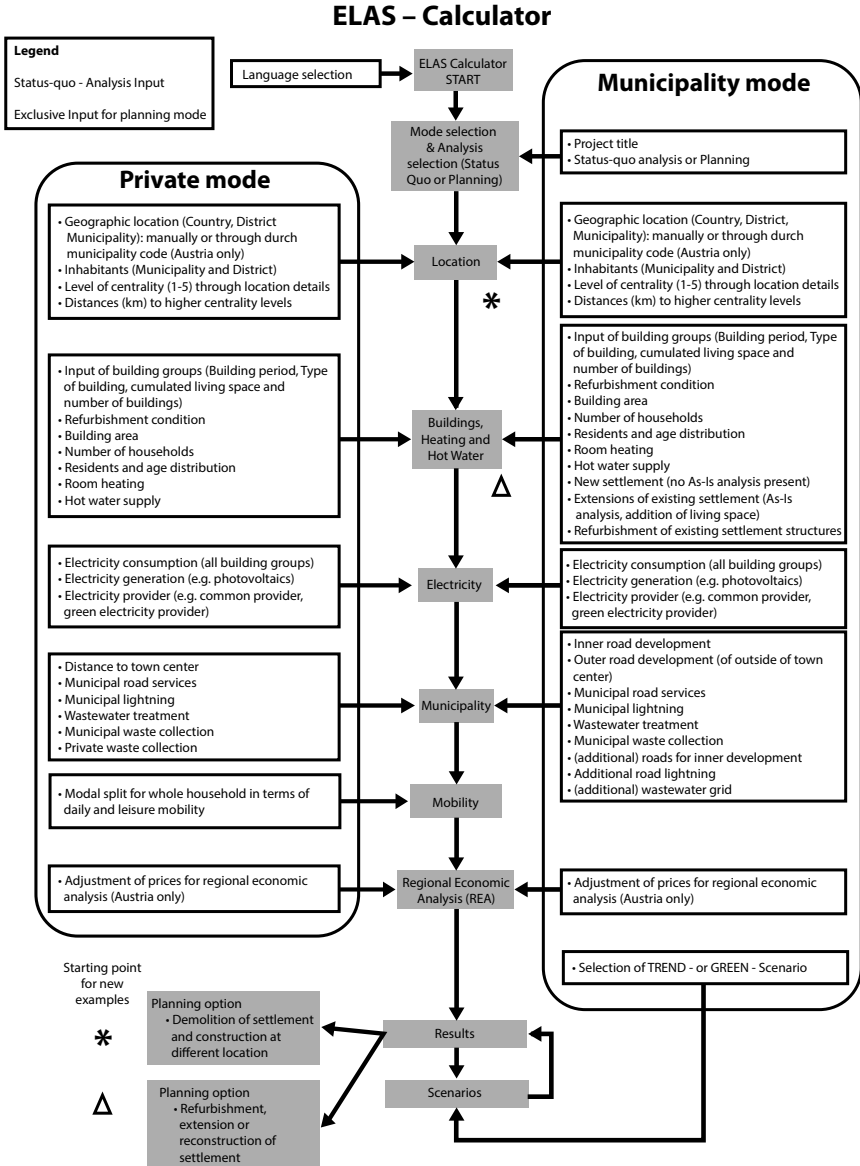 ELAS – Calculator
Legend
Status-quo - Analysis Input
Exclusive Input for planning mode
Language selection
ELAS Calculator
START
Municipality mode
Mode selection
& Analysis
selection (Status
Quo or Planning)
• Project title
• Status-quo analysis or Planning
Private mode
• Geographic location (Country, District
Municipality): manually or through durch
municipality code (Austria only)
• Inhabitants (Municipality and District)
• Level of centrality (1-5) through location details
• Distances (km) to higher centrality levels
Location
*
• Geographic location (Country, District,
Municipality): manually or through durch
municipality code (Austria only)
• Inhabitants (Municipality and District)
• Level of centrality (1-5) through location details
• Distances (km) to higher centrality levels
• Input of building groups (Building period, Type
of building, cumulated living space and
number of buildings)
• Refurbishment condition
• Building area
• Number of households
• Residents and age distribution
• Room heating
• Hot water supply
Buildings,
Heating and
Hot Water
Δ
• Input of building groups (Building period, Type
of building, cumulated living space and
number of buildings)
• Refurbishment condition
• Building area
• Number of households
• Residents and age distribution
• Room heating
• Hot water supply
• New settlement (no As-Is analysis present)
• Extensions of existing settlement (As-Is
analysis, addition of living space)
• Refurbishing of existing settlement structures
• Electricity consumption (all building groups)
• Electricity generation (e.g. photovoltaics)
• Electricity provider (e.g. common provider,
green electricity provider)
Electricity
• Electricity consumption (all building groups)
• Electricity generation (e.g. photovoltaics)
• Electricity provider (e.g. common provider,
green electricity provider)
• Distance to town center
• Municipal road services
• Municipal lightning
• Wastewater treatment
• Municipal waste collection
• Private waste collection
Municipality
• Inner road development
• Outer road development (of outside of town
center)
• Municipal road services
• Municipal lightning
• Wastewater treatment
• Municipal waste collection
• (additional) roads for inner development
• Additional road lightning
• (additional) wastewater grid
• Modal split for whole household in terms of
daily and leisure mobility
Mobility
• Adjustment of prices for regional economic
analysis (Austria only)
Regional Economic
Analysis (REA)
• Adjustment of prices for regional economic
analysis (Austria only)
• Selection of TREND - or GREEN - Scenario
Starting point
for new
examples
*
Planning option
• Demolition of settlement
and construction at
different location
Results
Scenarios
Δ
Planning option
• Refurbishment,
extension or
reconstruction of
settlement